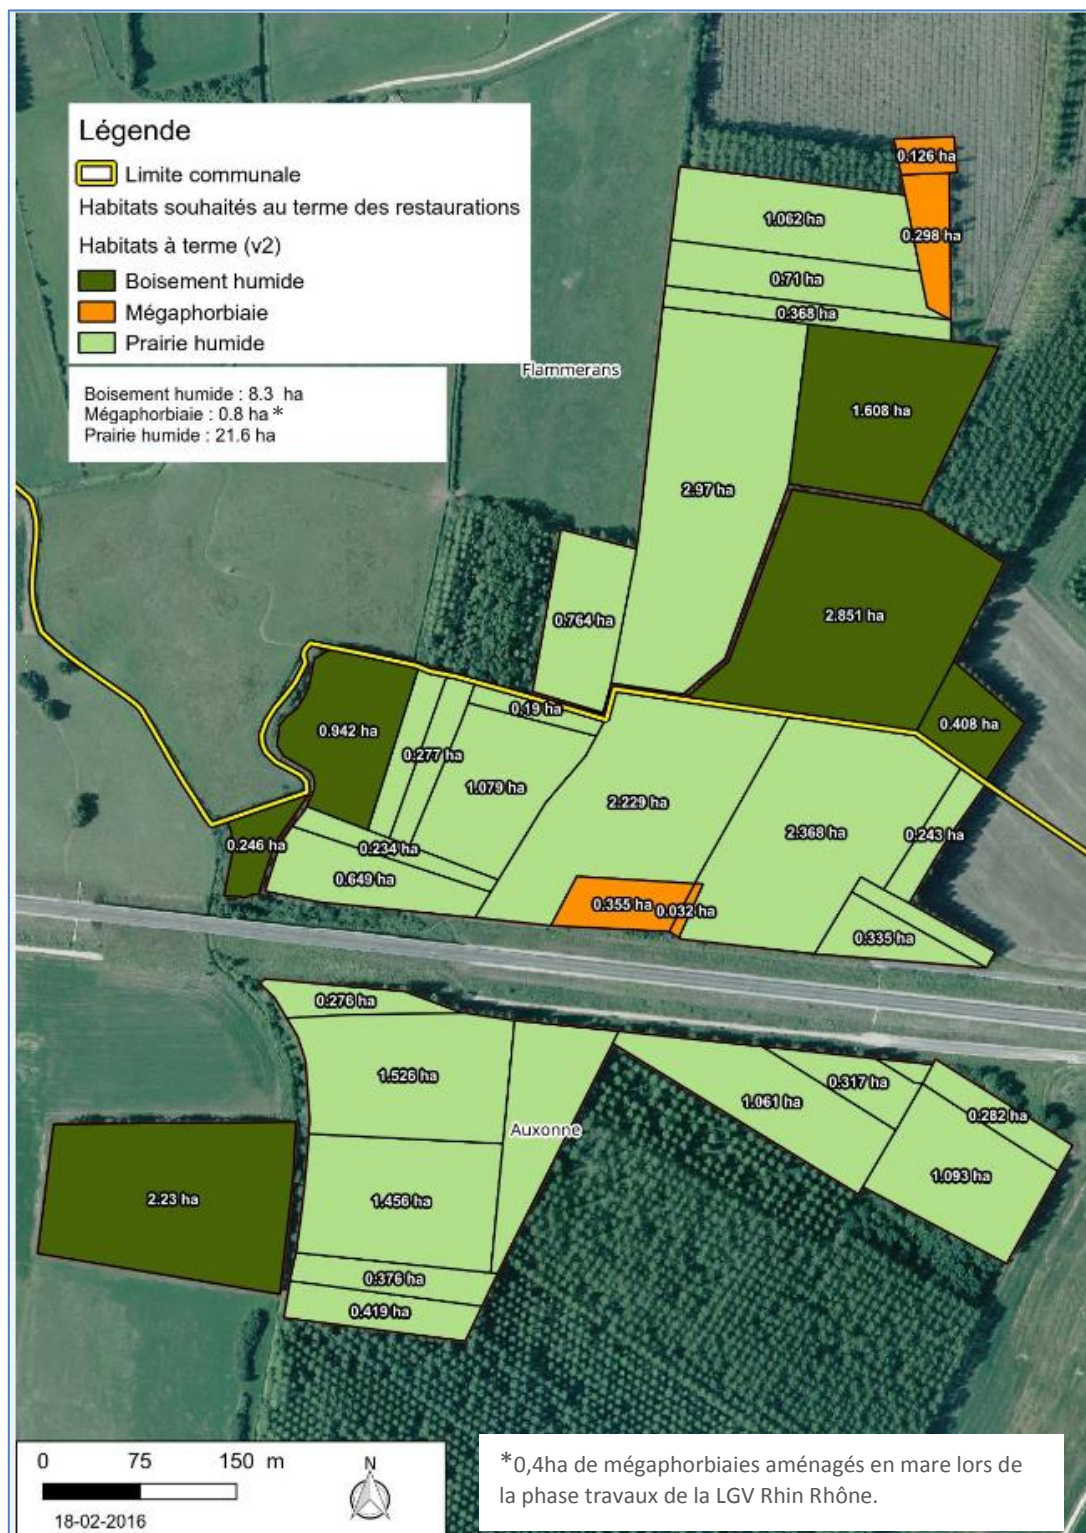 Légende
Limite communale
Habitats souhaités au terme des restaurations
Habitats à terme (v2)
Boisement humide
Mégaphorbiaie
Prairie humide
Boisement humide : 8.3 ha
Mégaphorbiaie : 0.8 ha *
Prairie humide : 21.6 ha
0.126 ha
1.062 ha
0.298 ha
0.71 ha
0.368 ha
Flammerans
1.608 ha
2.97 ha
0.764 ha
2.851 ha
0.19 ha
0.408 ha
0.942 ha
0.277 ha
1.079 ha
2.229 ha
2.368 ha
0.243 ha
0.246 ha
0.234 ha
0.649 ha
0.355 ha
0.032 ha
0.335 ha
0.276 ha
1.526 ha
0.317 ha
1.061 ha
0.282 ha
Auxonne
1.093 ha
2.23 ha
1.456 ha
0.376 ha
0.419 ha
0 75 150 m
N
18-02-2016
*0,4ha de mégaphorbiaies aménagés en mare lors de
la phase travaux de la LGV Rhin Rhône.